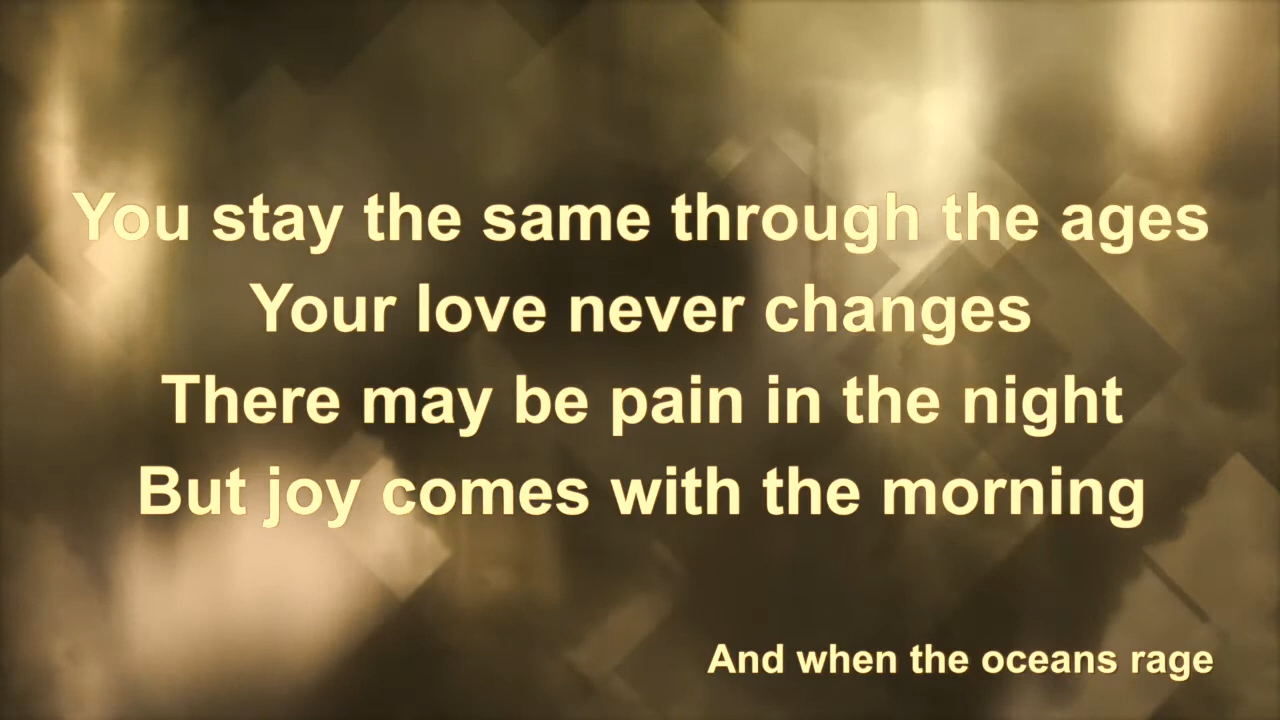 You stay the same through the ages
Your love never changes
There may be pain in the night
But joy comes with the morning
And when the oceans rage